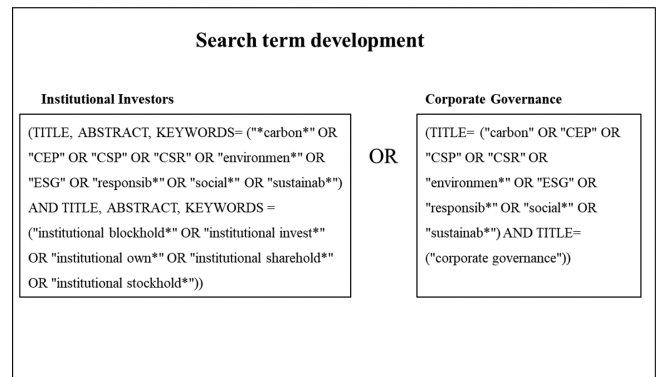 Search term development
Institutional Investors
(TITLE, ABSTRACT, KEYWORDS= ("*carbon*" OR
"CEP" OR "CSP" OR "CSR" OR "environmen*" OR
"ESG" OR "responsib*" OR "social*" OR "sustainab*")
AND TITLE, ABSTRACT, KEYWORDS =
("institutional blockhold*" OR "institutional invest*"
OR "institutional own*" OR "institutional sharehold*"
OR "institutional stockhold*"))
OR
Corporate Governance
(TITLE= ("carbon" OR "CEP" OR
"CSP" OR "CSR" OR
"environmen*" OR "ESG" OR
"responsib*" OR "social*" OR
"sustainab*") AND TITLE=
("corporate governance"))